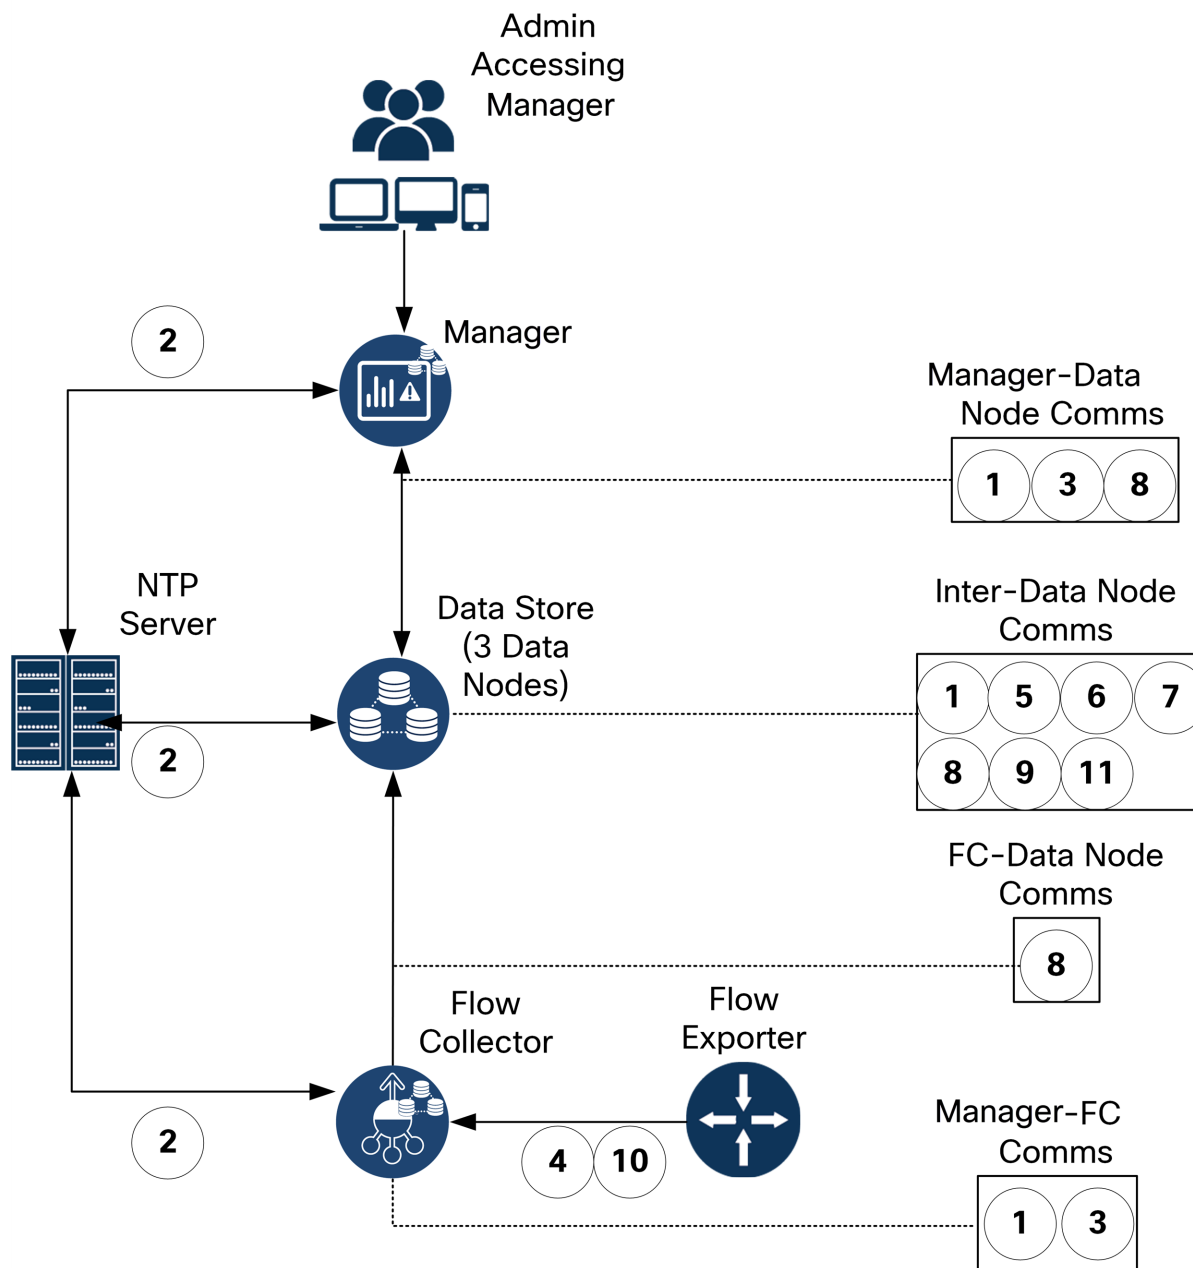 Admin
Accessing
Manager
2
Manager
Manager-Data
Node Comms
1 3 8
NTP
Server
Data Store
(3 Data
Nodes)
2
Inter-Data Node
Comms
1 5 6 7
8 9 11
FC-Data Node
Comms
8
Flow
Collector
Flow
Exporter
2
4 10
Manager-FC
Comms
1 3